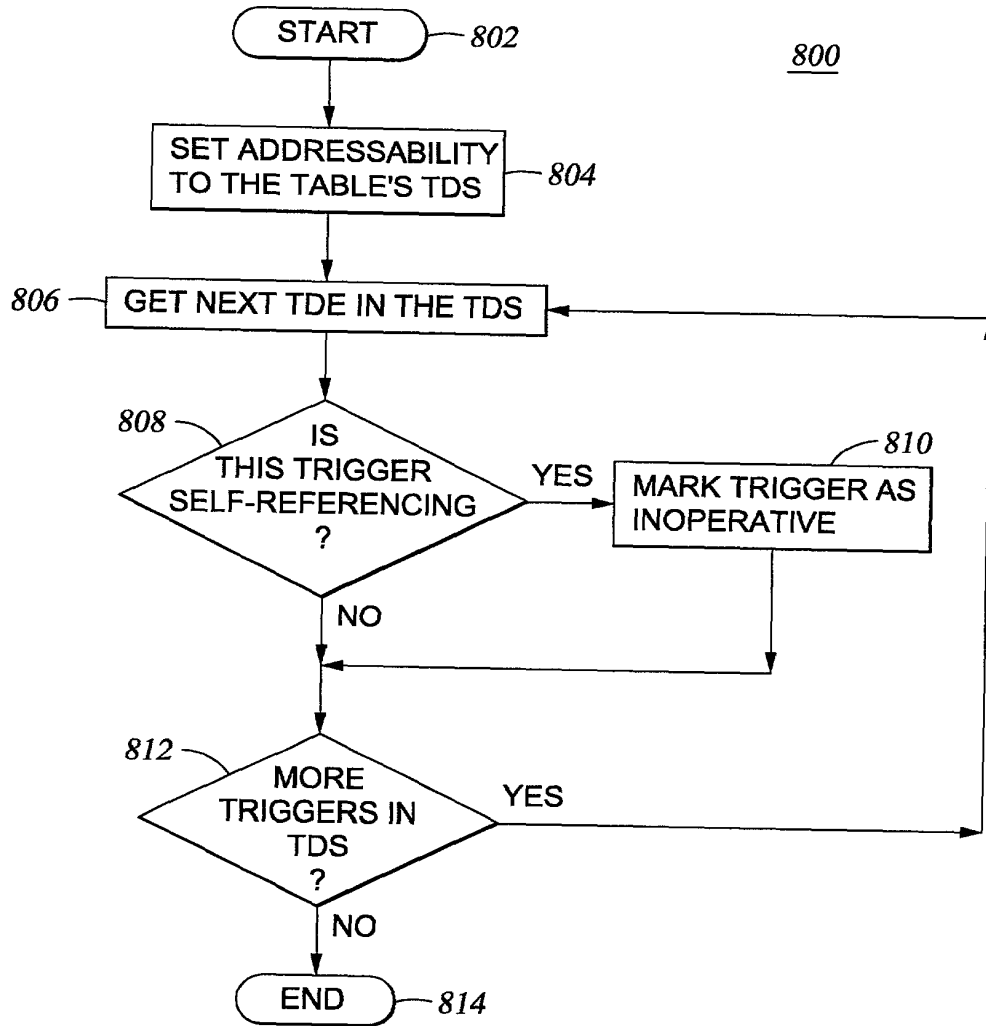 START
802
800
SET ADDRESSABILITY
TO THE TABLE'S TDS
804
806
GET NEXT TDE IN THE TDS
808
IS
THIS TRIGGER
SELF-REFERENCING
?
YES
810
MARK TRIGGER AS
INOPERATIVE
NO
812
MORE
TRIGGERS IN
TDS
?
YES
NO
END
814